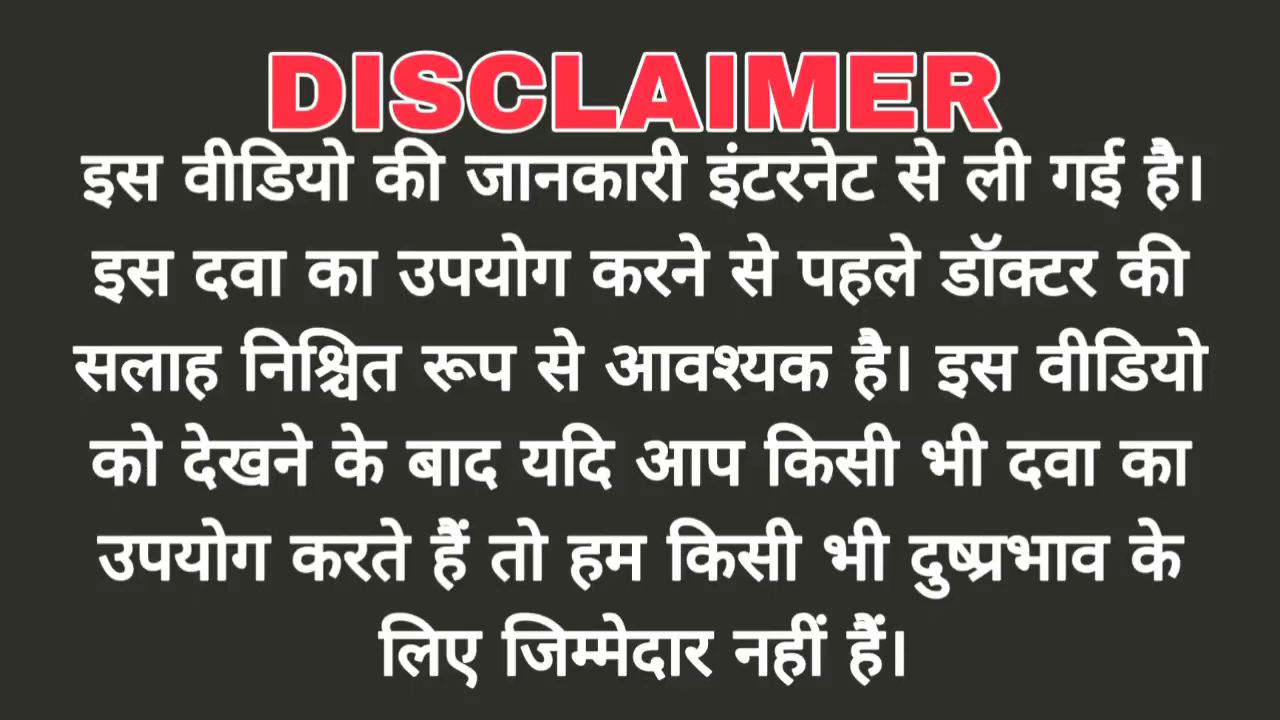 DISCLAIMER
इस वीडियो की जानकारी इंटरनेट से ली गई है।
इस दवा का उपयोग करने से पहले डॉक्टर की
सलाह निश्चित रूप से आवश्यक है। इस वीडियो
को देखने के बाद यदि आप किसी भी दवा का
उपयोग करते हैं तो हम किसी भी दुष्प्रभाव के
लिए जिम्मेदार नहीं हैं।